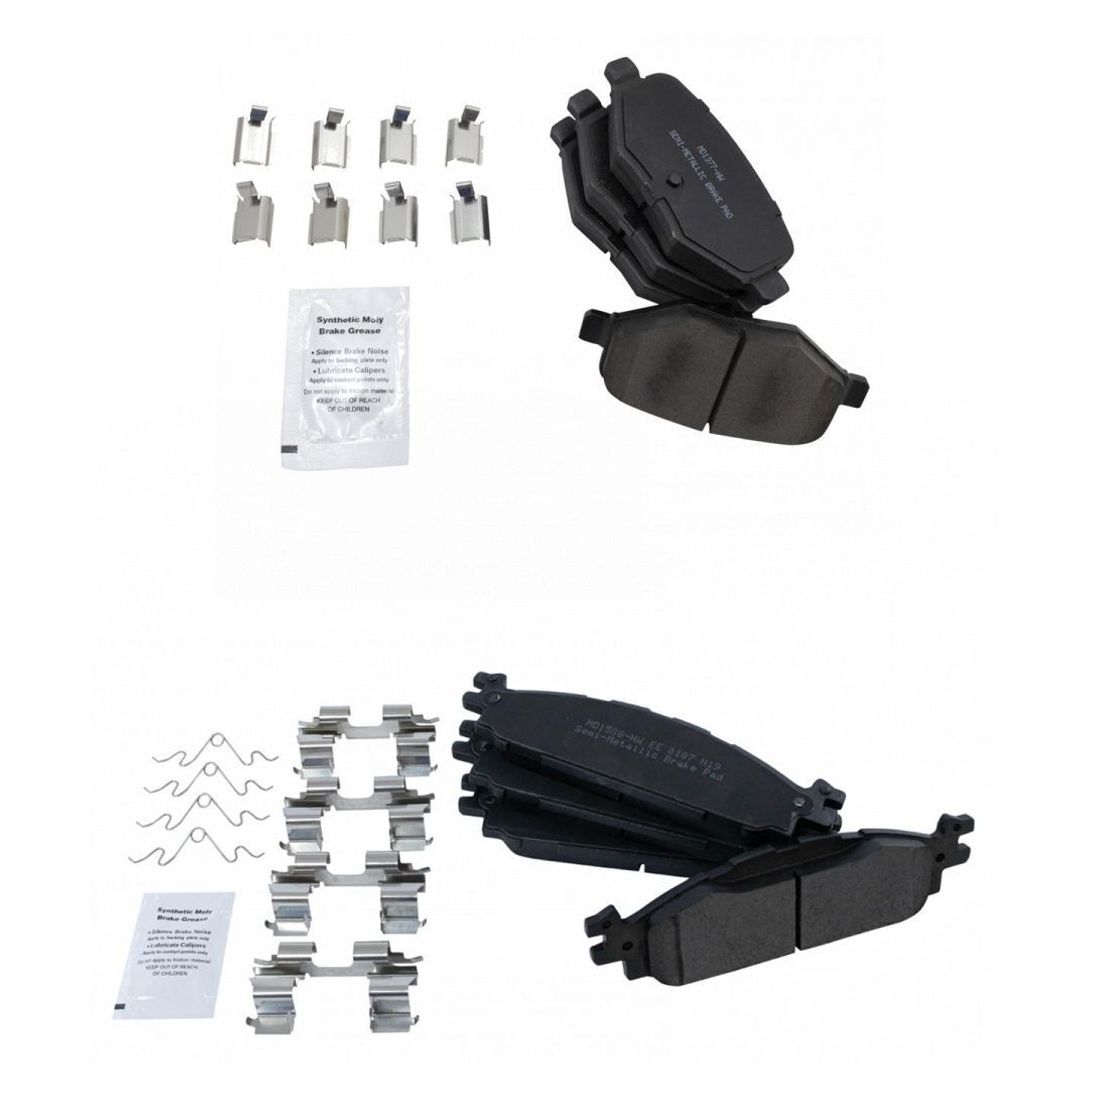 MD1377-HW
SEMI-METALLIC BRAKE PAD
Synthetic Moly
Brake Grease
• Silence Brake Noise
Apply to backing plate only
• Lubricate Calipers
Apply to contact points only
Do not apply to friction material
KEEP OUT OF REACH
OF CHILDREN
MD1508-HW EE 0107 N19
Semi-Metallic Brake Pad
Synthetic Moly
Brake Grease
• Silence Brake Noise
Apply to backing plate only
• Lubricate Calipers
Apply to contact points only
Do not apply to friction material
KEEP OUT OF REACH
OF CHILDREN